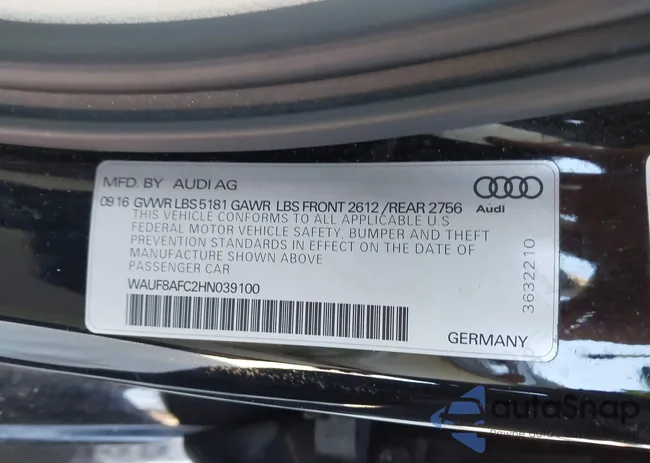 MFD. BY AUDI AG
Audi
09 16 GVWR LBS 5181 GAWR LBS FRONT 2612 /REAR 2756
THIS VEHICLE CONFORMS TO ALL APPLICABLE U.S.
FEDERAL MOTOR VEHICLE SAFETY, BUMPER AND THEFT
PREVENTION STANDARDS IN EFFECT ON THE DATE OF
MANUFACTURE SHOWN ABOVE
PASSENGER CAR
WAUF8AFC2HN039100
GERMANY
3632210
autoSnap